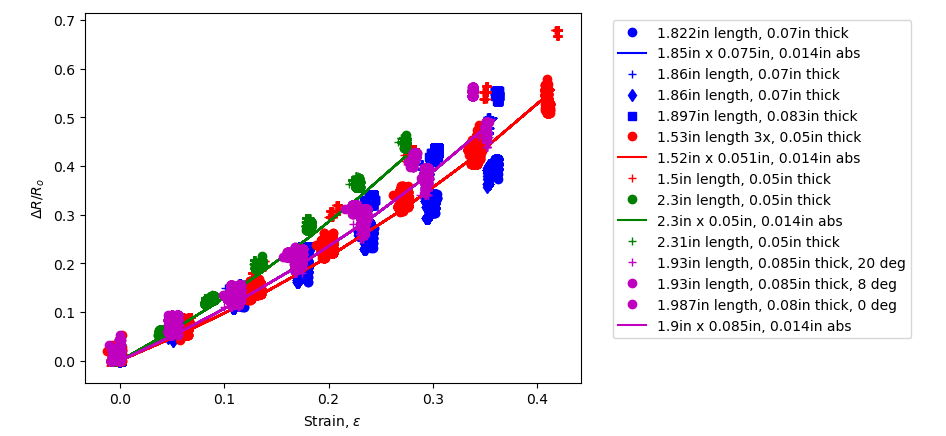 0.7
0.6
0.5
0.4
0.3
0.2
0.1
0.0
ΔR/Rₒ
0.0 0.1 0.2 0.3 0.4
Strain, ε
1.822in length, 0.07in thick
1.85in x 0.075in, 0.014in abs
1.86in length, 0.07in thick
1.86in length, 0.07in thick
1.897in length, 0.083in thick
1.53in length 3x, 0.05in thick
1.52in x 0.051in, 0.014in abs
1.5in length, 0.05in thick
2.3in length, 0.05in thick
2.3in x 0.05in, 0.014in abs
2.31in length, 0.05in thick
1.93in length, 0.085in thick, 20 deg
1.93in length, 0.085in thick, 8 deg
1.987in length, 0.08in thick, 0 deg
1.9in x 0.085in, 0.014in abs